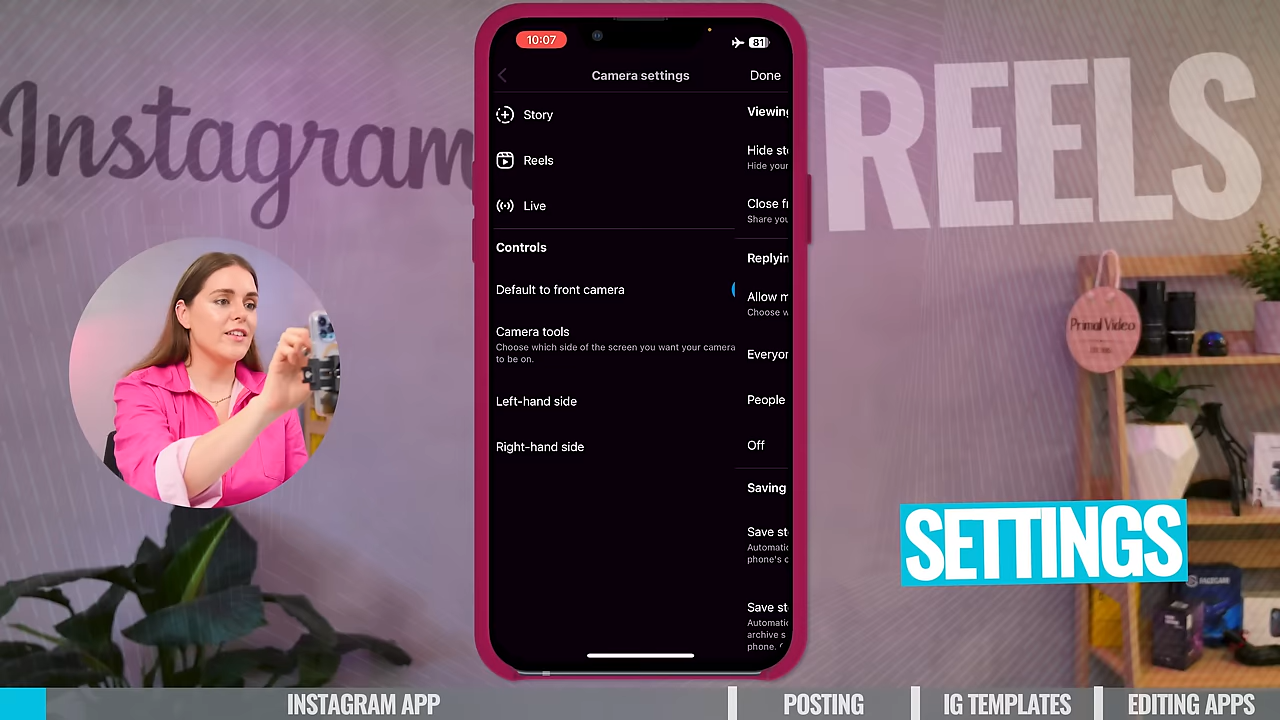 Instagram
REELS
10:07
81
Camera settings
Done
Story
Reels
Live
Controls
Default to front camera
Camera tools
Choose which side of the screen you want your camera
to be on.
Left-hand side
Right-hand side
Viewing
Hide st
Hide your
Close f
Share you
Replyin
Allow m
Choose w
Everyon
People
Off
Saving
Save st
Automatic
phone's c
Save st
Automatic
archive s
phone.
Primal Video
SETTINGS
INSTAGRAM APP
POSTING
IG TEMPLATES
EDITING APPS